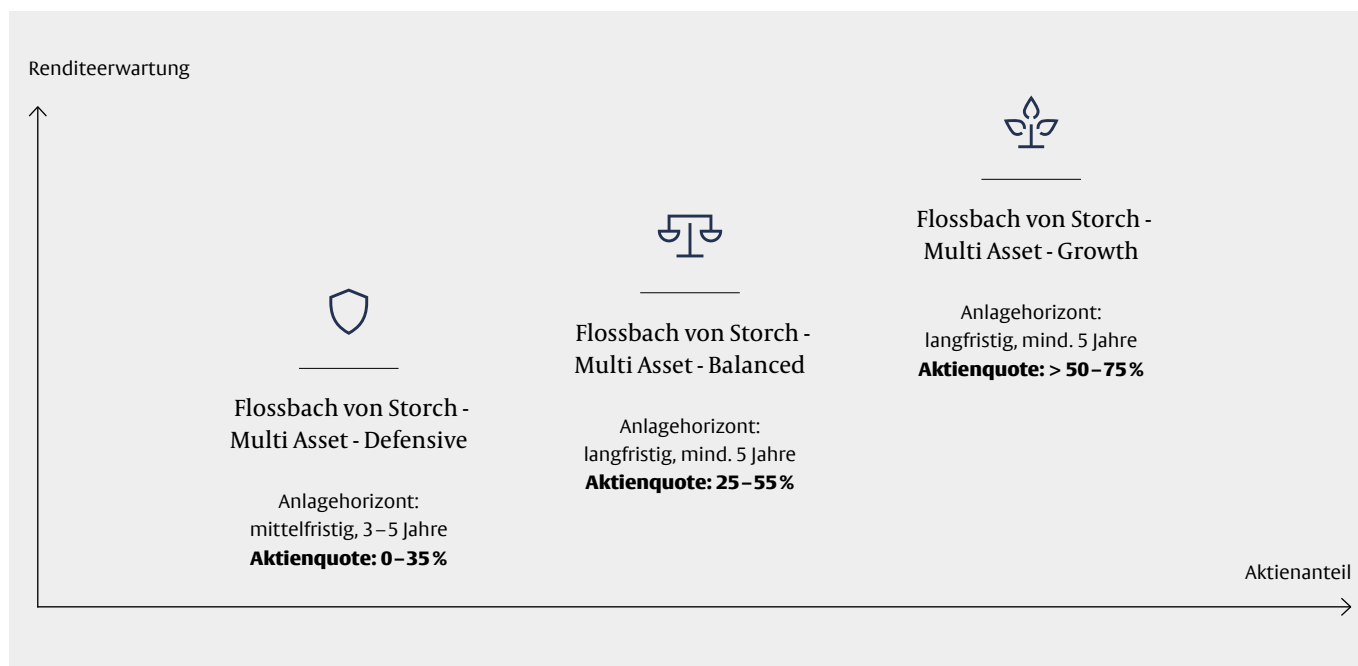 Renditeerwartung
Flossbach von Storch -
Multi Asset - Defensive
Anlagehorizont:
mittelfristig, 3–5 Jahre
Aktienquote: 0–35 %
Flossbach von Storch -
Multi Asset - Balanced
Anlagehorizont:
langfristig, mind. 5 Jahre
Aktienquote: 25–55 %
Flossbach von Storch -
Multi Asset - Growth
Anlagehorizont:
langfristig, mind. 5 Jahre
Aktienquote: > 50–75 %
Aktienanteil